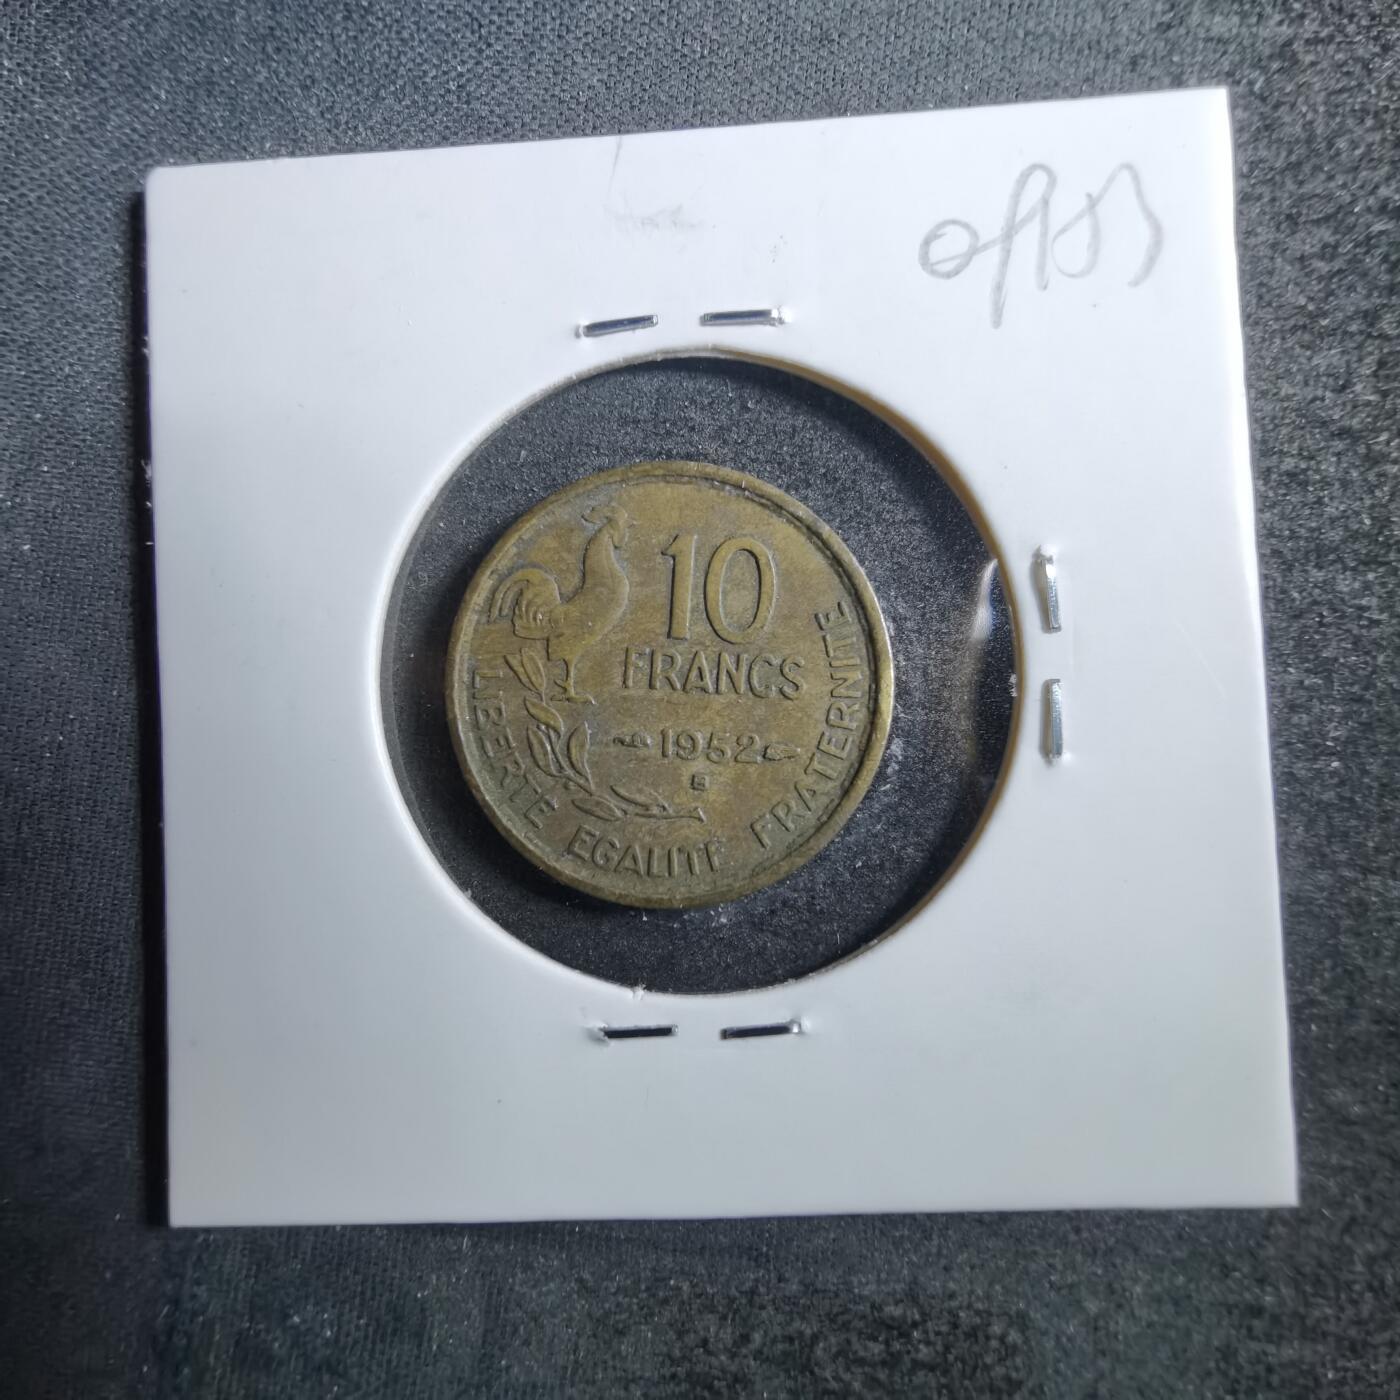 10
FRANCS
1952
B
LIBERTE EGALITE FRATERNITE